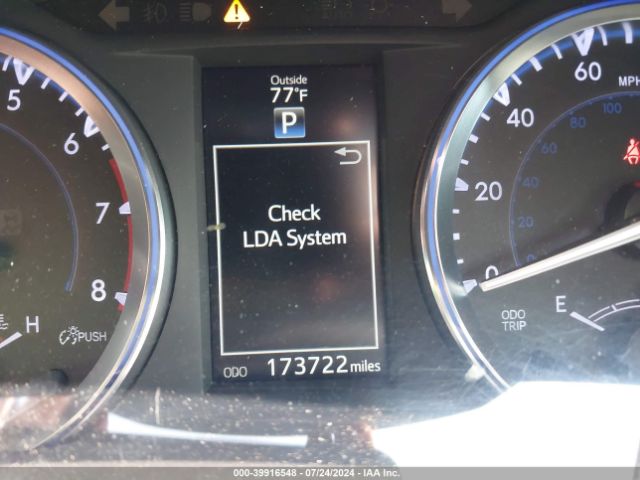 Outside
77°F
P
Check
LDA System
ODO 173722 miles
5
6
7
8
H
PUSH
60
MPH
40
100
80
60
20
40
20
0
0
ODO
TRIP
E
000-39916548 - 07/24/2024 - IAA Inc.